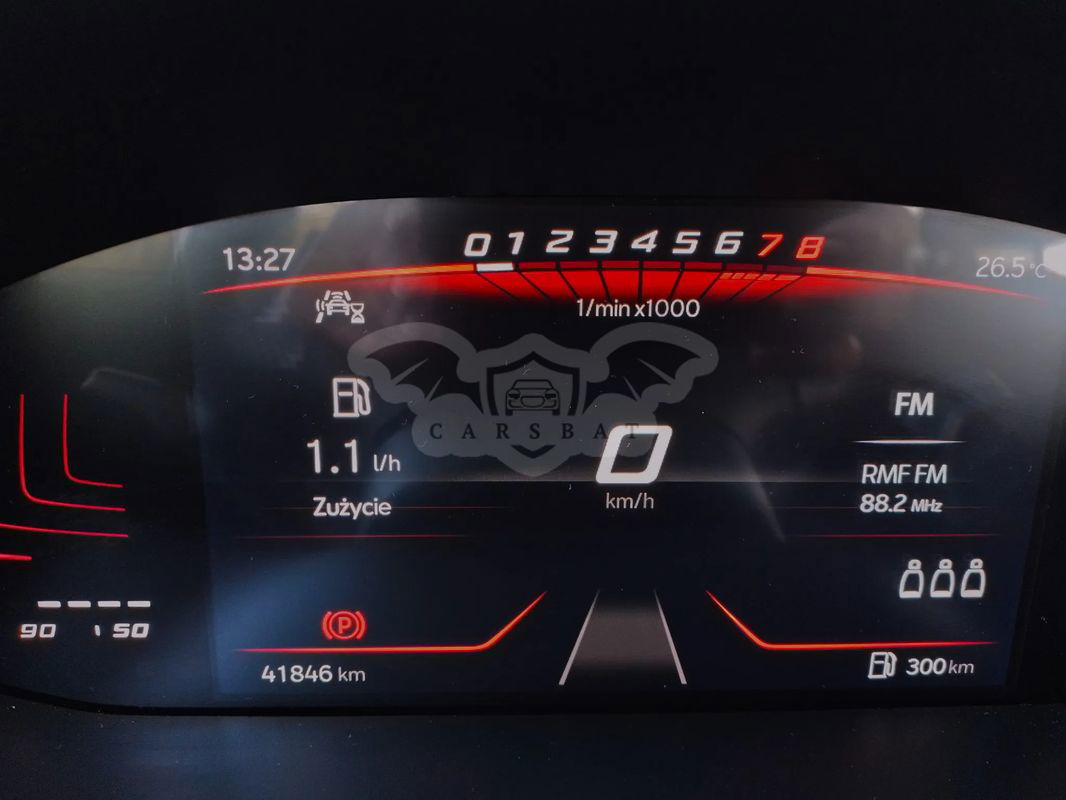 0 1 2 3 4 5 6 7 8
13:27
26.5°C
1/min x1000
FM
CARSBAT
1.1 l/h
0
RMF FM
km/h
88.2 MHz
Zużycie
90 150
P
41846 km
300 km